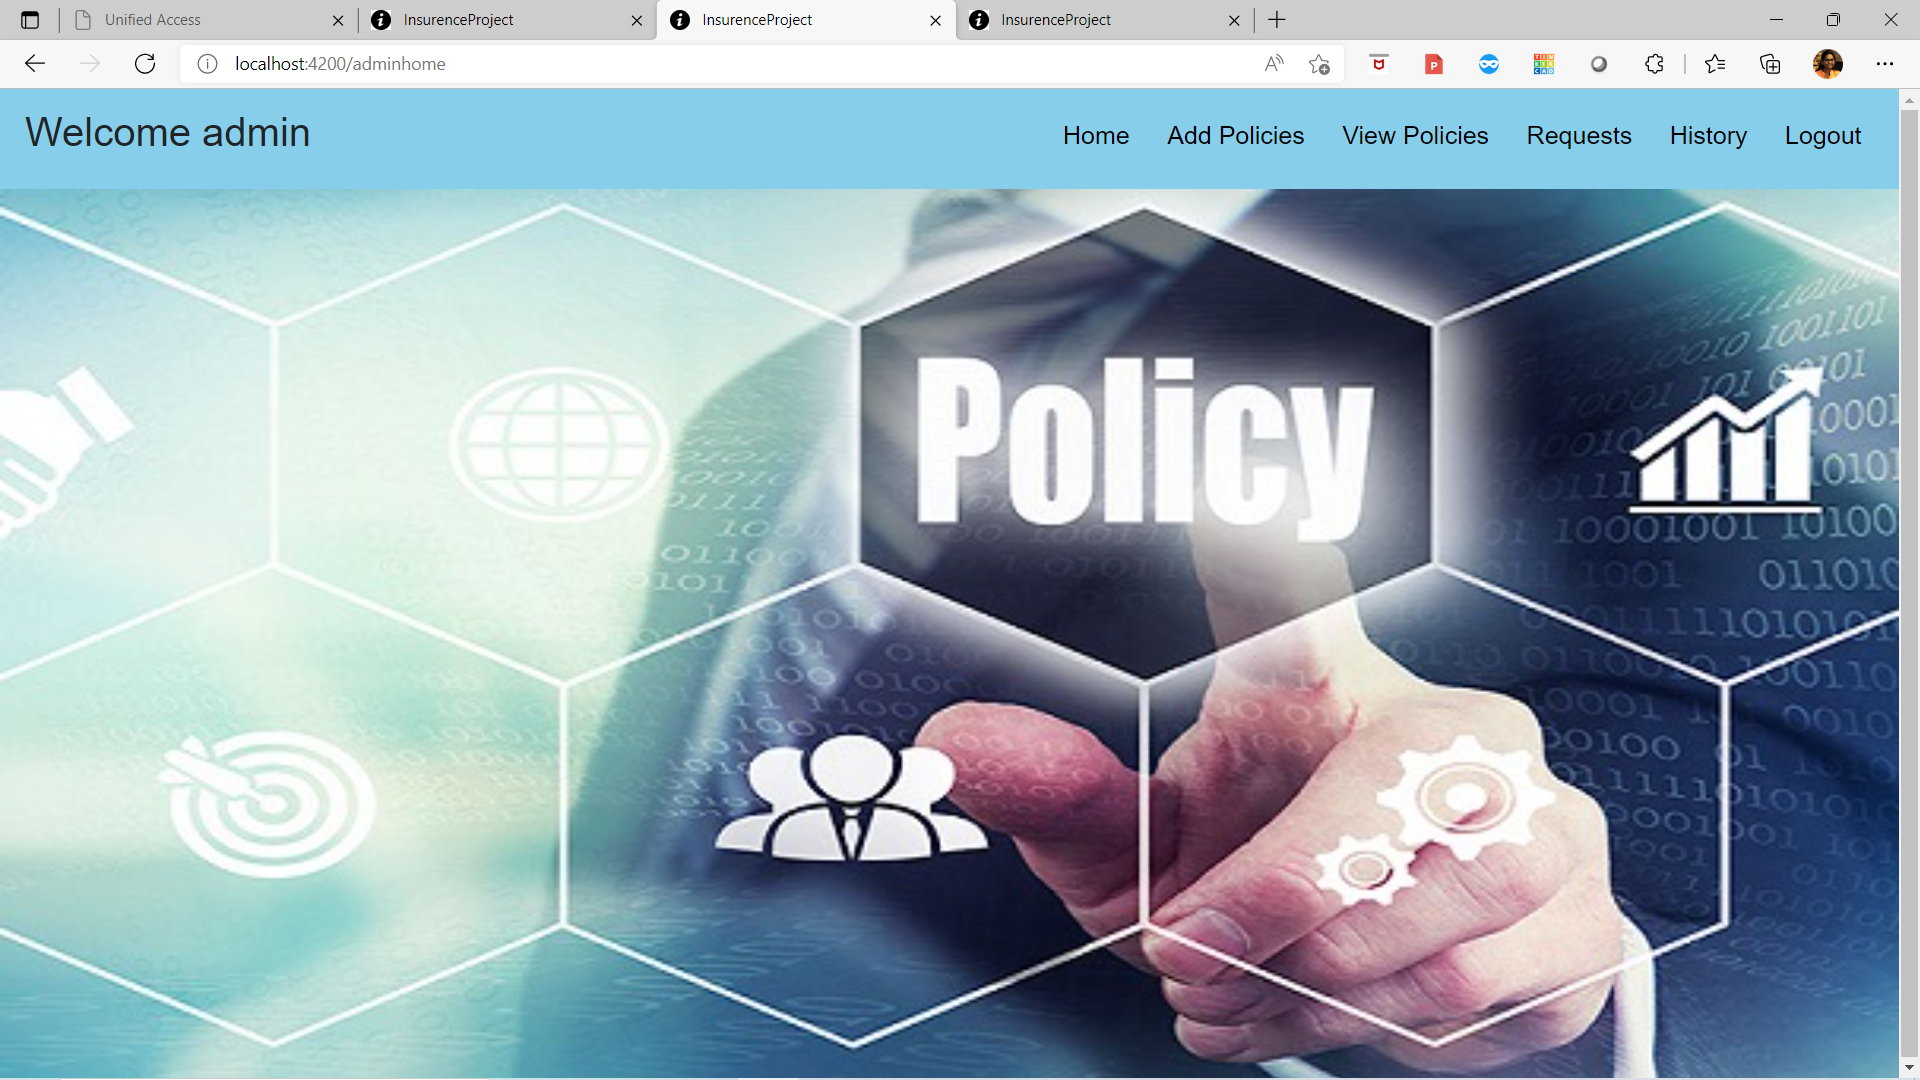 Unified Access
InsurenceProject
InsurenceProject
InsurenceProject
localhost:4200/adminhome
Welcome admin
Home
Add Policies
View Policies
Requests
History
Logout
Policy